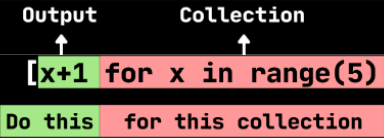 Output Collection
[x+1 for x in range(5)
Do this for this collection